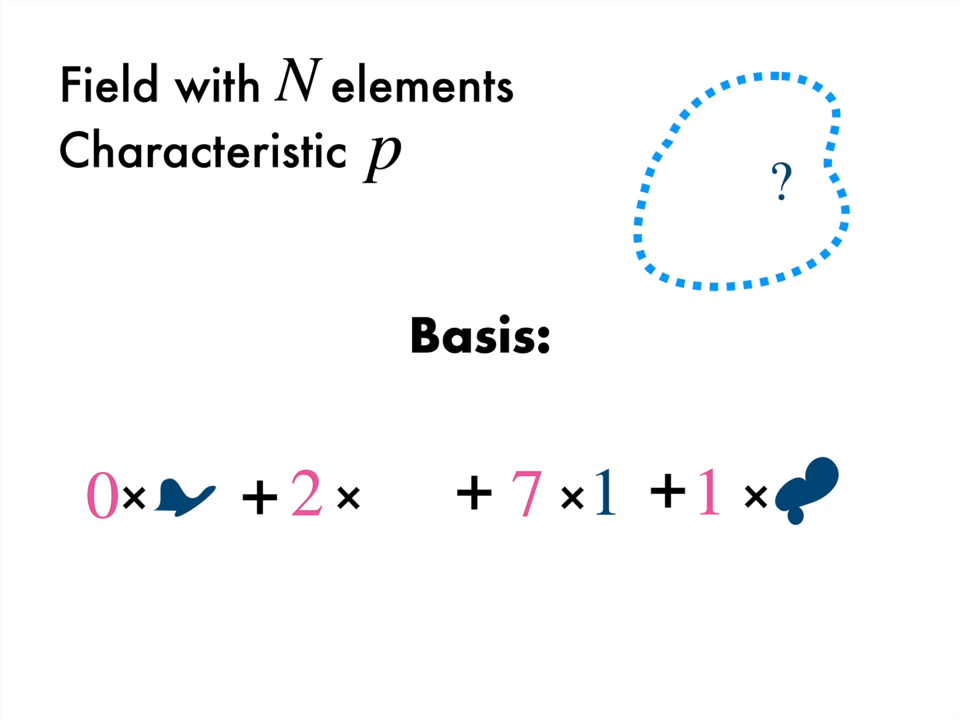 Field with N elements
Characteristic p
?
Basis:
0× + 2 × + 7 ×1 + 1 ×